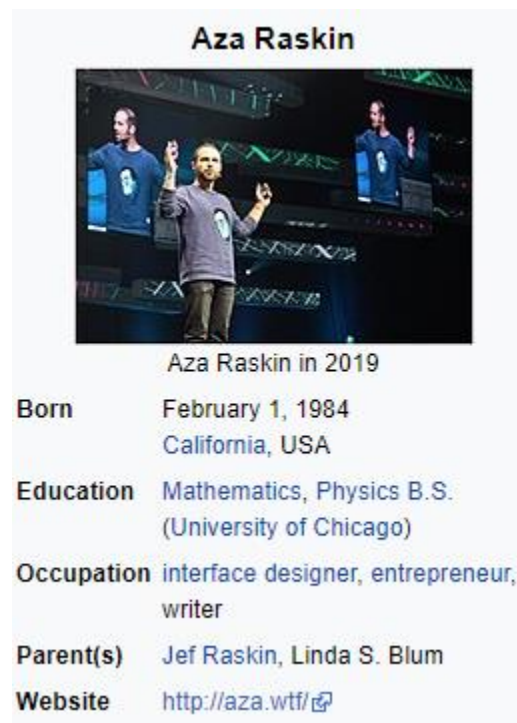 Aza Raskin
Aza Raskin in 2019
Born February 1, 1984
California, USA
Education Mathematics, Physics B.S.
(University of Chicago)
Occupation interface designer, entrepreneur,
writer
Parent(s) Jef Raskin, Linda S. Blum
Website http://aza.wtf/